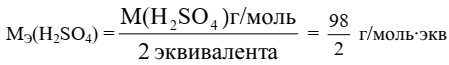 Mэ(H₂SO₄) = M(H₂SO₄)г/моль / 2 эквивалента = 98 / 2 г/моль·экв